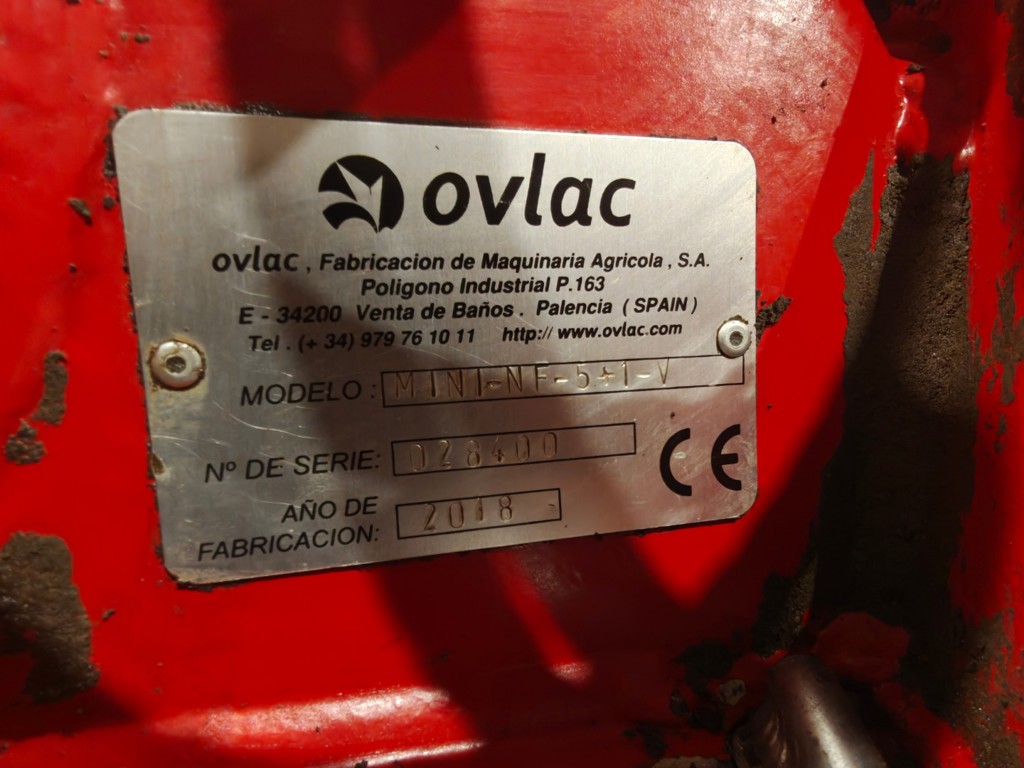 ovlac
ovlac , Fabricacion de Maquinaria Agricola , S.A.
Poligono Industrial P.163
E - 34200 Venta de Baños . Palencia ( SPAIN )
Tel . (+ 34) 979 76 10 11 http://www.ovlac.com
MODELO : MINI-NF-5+1-V
Nº DE SERIE: 028400
AÑO DE
FABRICACION: 2018
CE